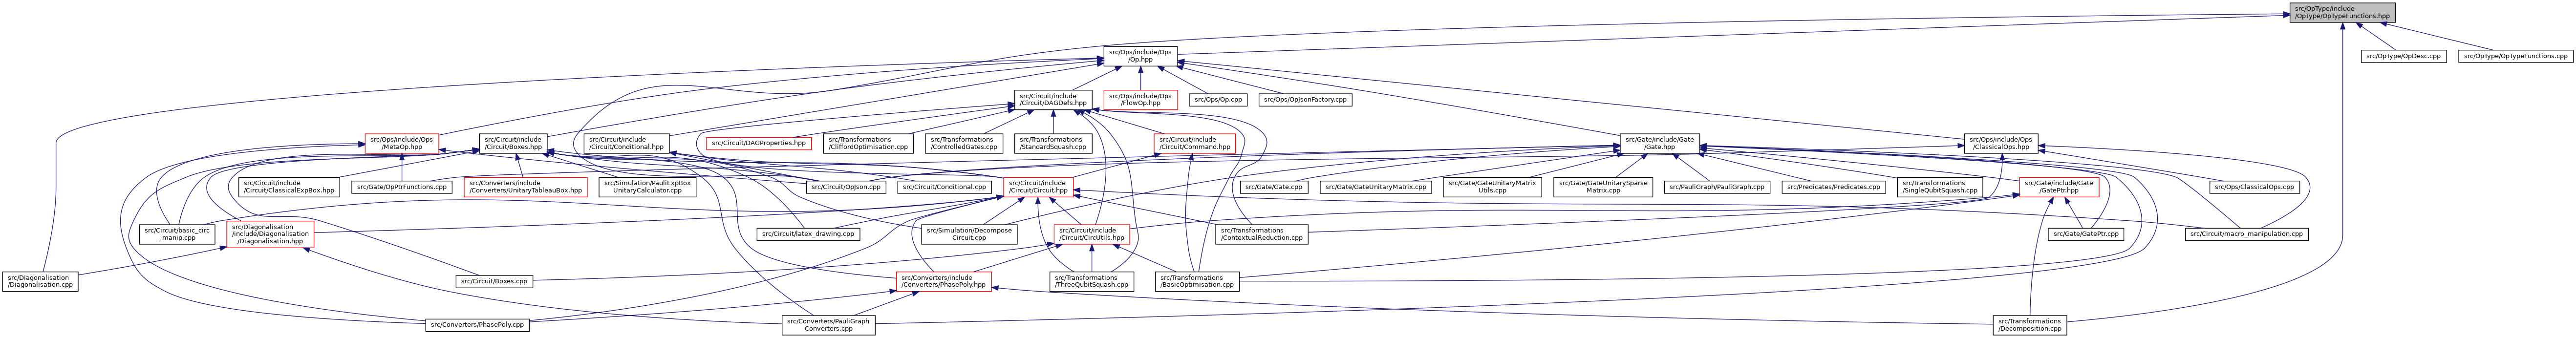 src/OpType/include
/OpType/OpTypeFunctions.hpp
src/Ops/include/Ops
/Op.hpp
src/OpType/OpDesc.cpp
src/OpType/OpTypeFunctions.cpp
src/Circuit/include
/Circuit/DAGDefs.hpp
src/Ops/include/Ops
/FlowOp.hpp
src/Ops/Op.cpp
src/Ops/OpJsonFactory.cpp
src/Ops/include/Ops
/MetaOp.hpp
src/Circuit/include
/Circuit/Boxes.hpp
src/Circuit/include
/Circuit/Conditional.hpp
src/Circuit/DAGProperties.hpp
src/Transformations
/CliffordOptimisation.cpp
src/Transformations
/ControlledGates.cpp
src/Transformations
/StandardSquash.cpp
src/Circuit/include
/Circuit/Command.hpp
src/Gate/include/Gate
/Gate.hpp
src/Ops/include/Ops
/ClassicalOps.hpp
src/Circuit/include
/Circuit/ClassicalExpBox.hpp
src/Gate/OpPtrFunctions.cpp
src/Converters/include
/Converters/UnitaryTableauBox.hpp
src/Simulation/PauliExpBox
UnitaryCalculator.cpp
src/Circuit/OpJson.cpp
src/Circuit/Conditional.cpp
src/Circuit/include
/Circuit/Circuit.hpp
src/Gate/Gate.cpp
src/Gate/GateUnitaryMatrix.cpp
src/Gate/GateUnitaryMatrix
Utils.cpp
src/Gate/GateUnitarySparse
Matrix.cpp
src/PauliGraph/PauliGraph.cpp
src/Predicates/Predicates.cpp
src/Transformations
/SingleQubitSquash.cpp
src/Gate/include/Gate
/GatePtr.hpp
src/Ops/ClassicalOps.cpp
src/Circuit/basic_circ
_manip.cpp
src/Diagonalisation
/include/Diagonalisation
/Diagonalisation.hpp
src/Circuit/latex_drawing.cpp
src/Simulation/Decompose
Circuit.cpp
src/Circuit/include
/Circuit/CircUtils.hpp
src/Transformations
/ContextualReduction.cpp
src/Gate/GatePtr.cpp
src/Circuit/macro_manipulation.cpp
src/Diagonalisation
/Diagonalisation.cpp
src/Circuit/Boxes.cpp
src/Converters/include
/Converters/PhasePoly.hpp
src/Transformations
/ThreeQubitSquash.cpp
src/Transformations
/BasicOptimisation.cpp
src/Converters/PhasePoly.cpp
src/Converters/PauliGraph
Converters.cpp
src/Transformations
/Decomposition.cpp